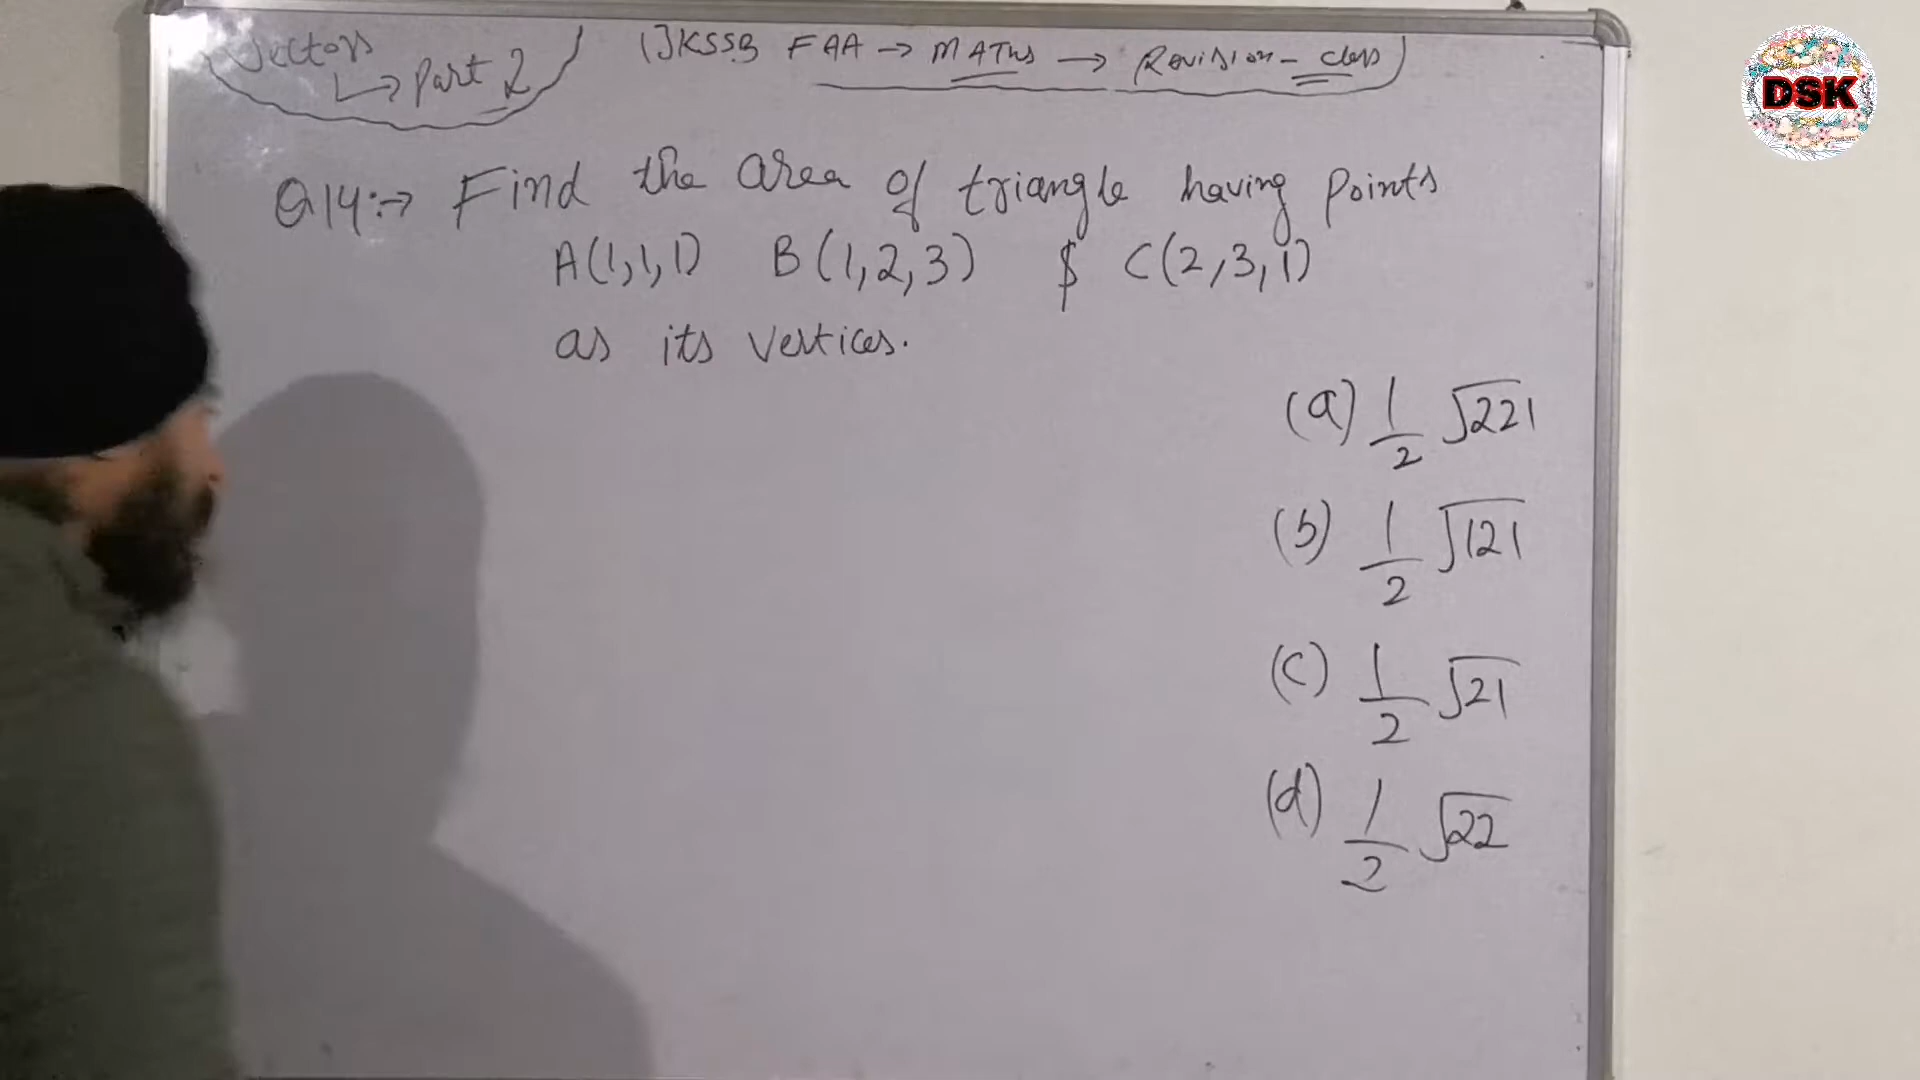 Vectors
↳ Part 2
JKSSB FAA → MATHs → Revision - class
DSK
Q14:→ Find the area of triangle having points
A(1,1,1) B(1,2,3) $ C(2,3,1)
as its vertices.
(a) 1/2 √221
(b) 1/2 √121
(c) 1/2 √21
(d) 1/2 √22